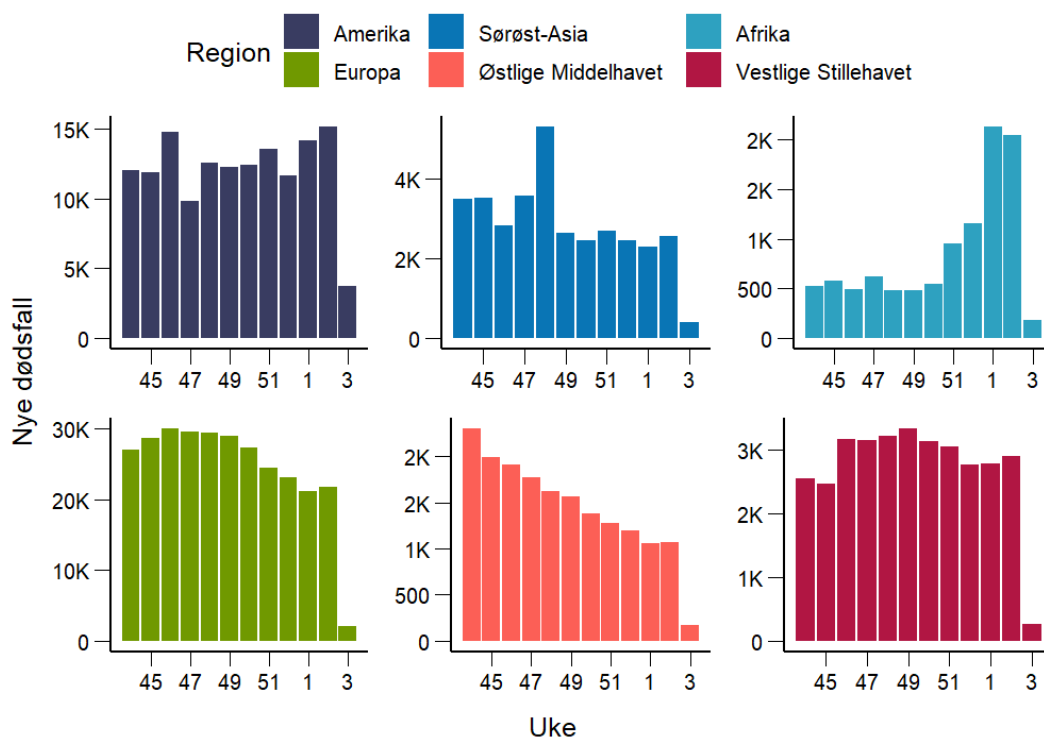 Region
Amerika
Sørøst-Asia
Afrika
Europa
Østlige Middelhavet
Vestlige Stillehavet
Nye dødsfall
15K
10K
5K
0
45 47 49 51 1 3
4K
2K
0
45 47 49 51 1 3
2K
2K
1K
500
0
45 47 49 51 1 3
30K
20K
10K
0
45 47 49 51 1 3
2K
2K
1K
500
0
45 47 49 51 1 3
3K
2K
1K
0
45 47 49 51 1 3
Uke